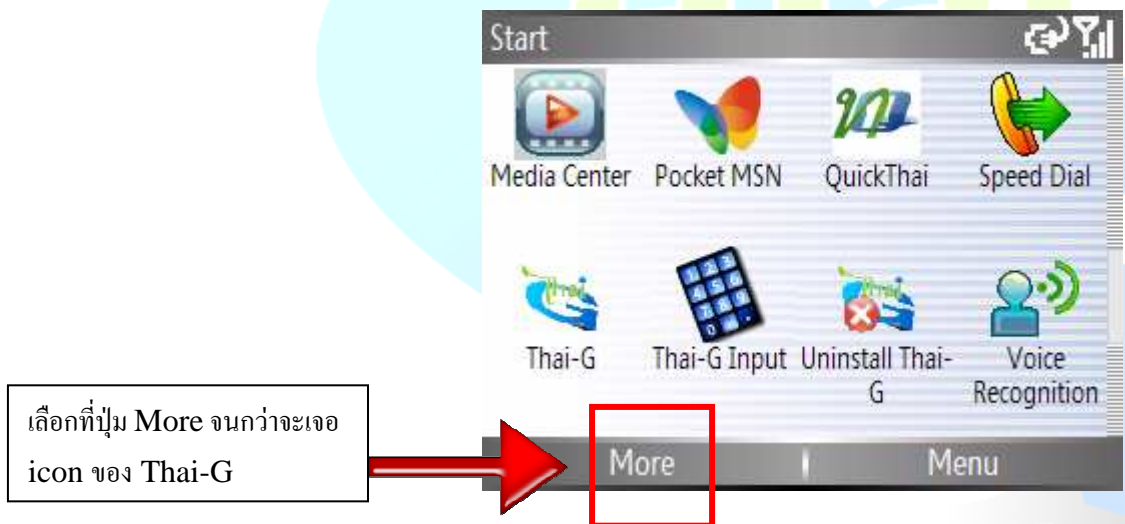 Start
Media Center Pocket MSN QuickThai Speed Dial
Thai-G Thai-G Input Uninstall Thai-G Voice Recognition
เลือกที่ปุ่ม More จนกว่าจะเจอ
icon ของ Thai-G
More Menu